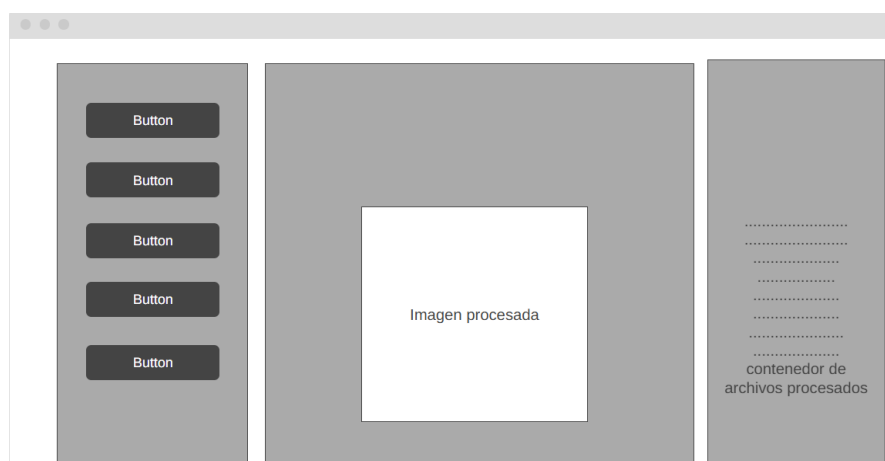 Button
Button
Button
Button
Button
Imagen procesada
........................
........................
....................
..................
....................
....................
......................
....................
contenedor de
archivos procesados